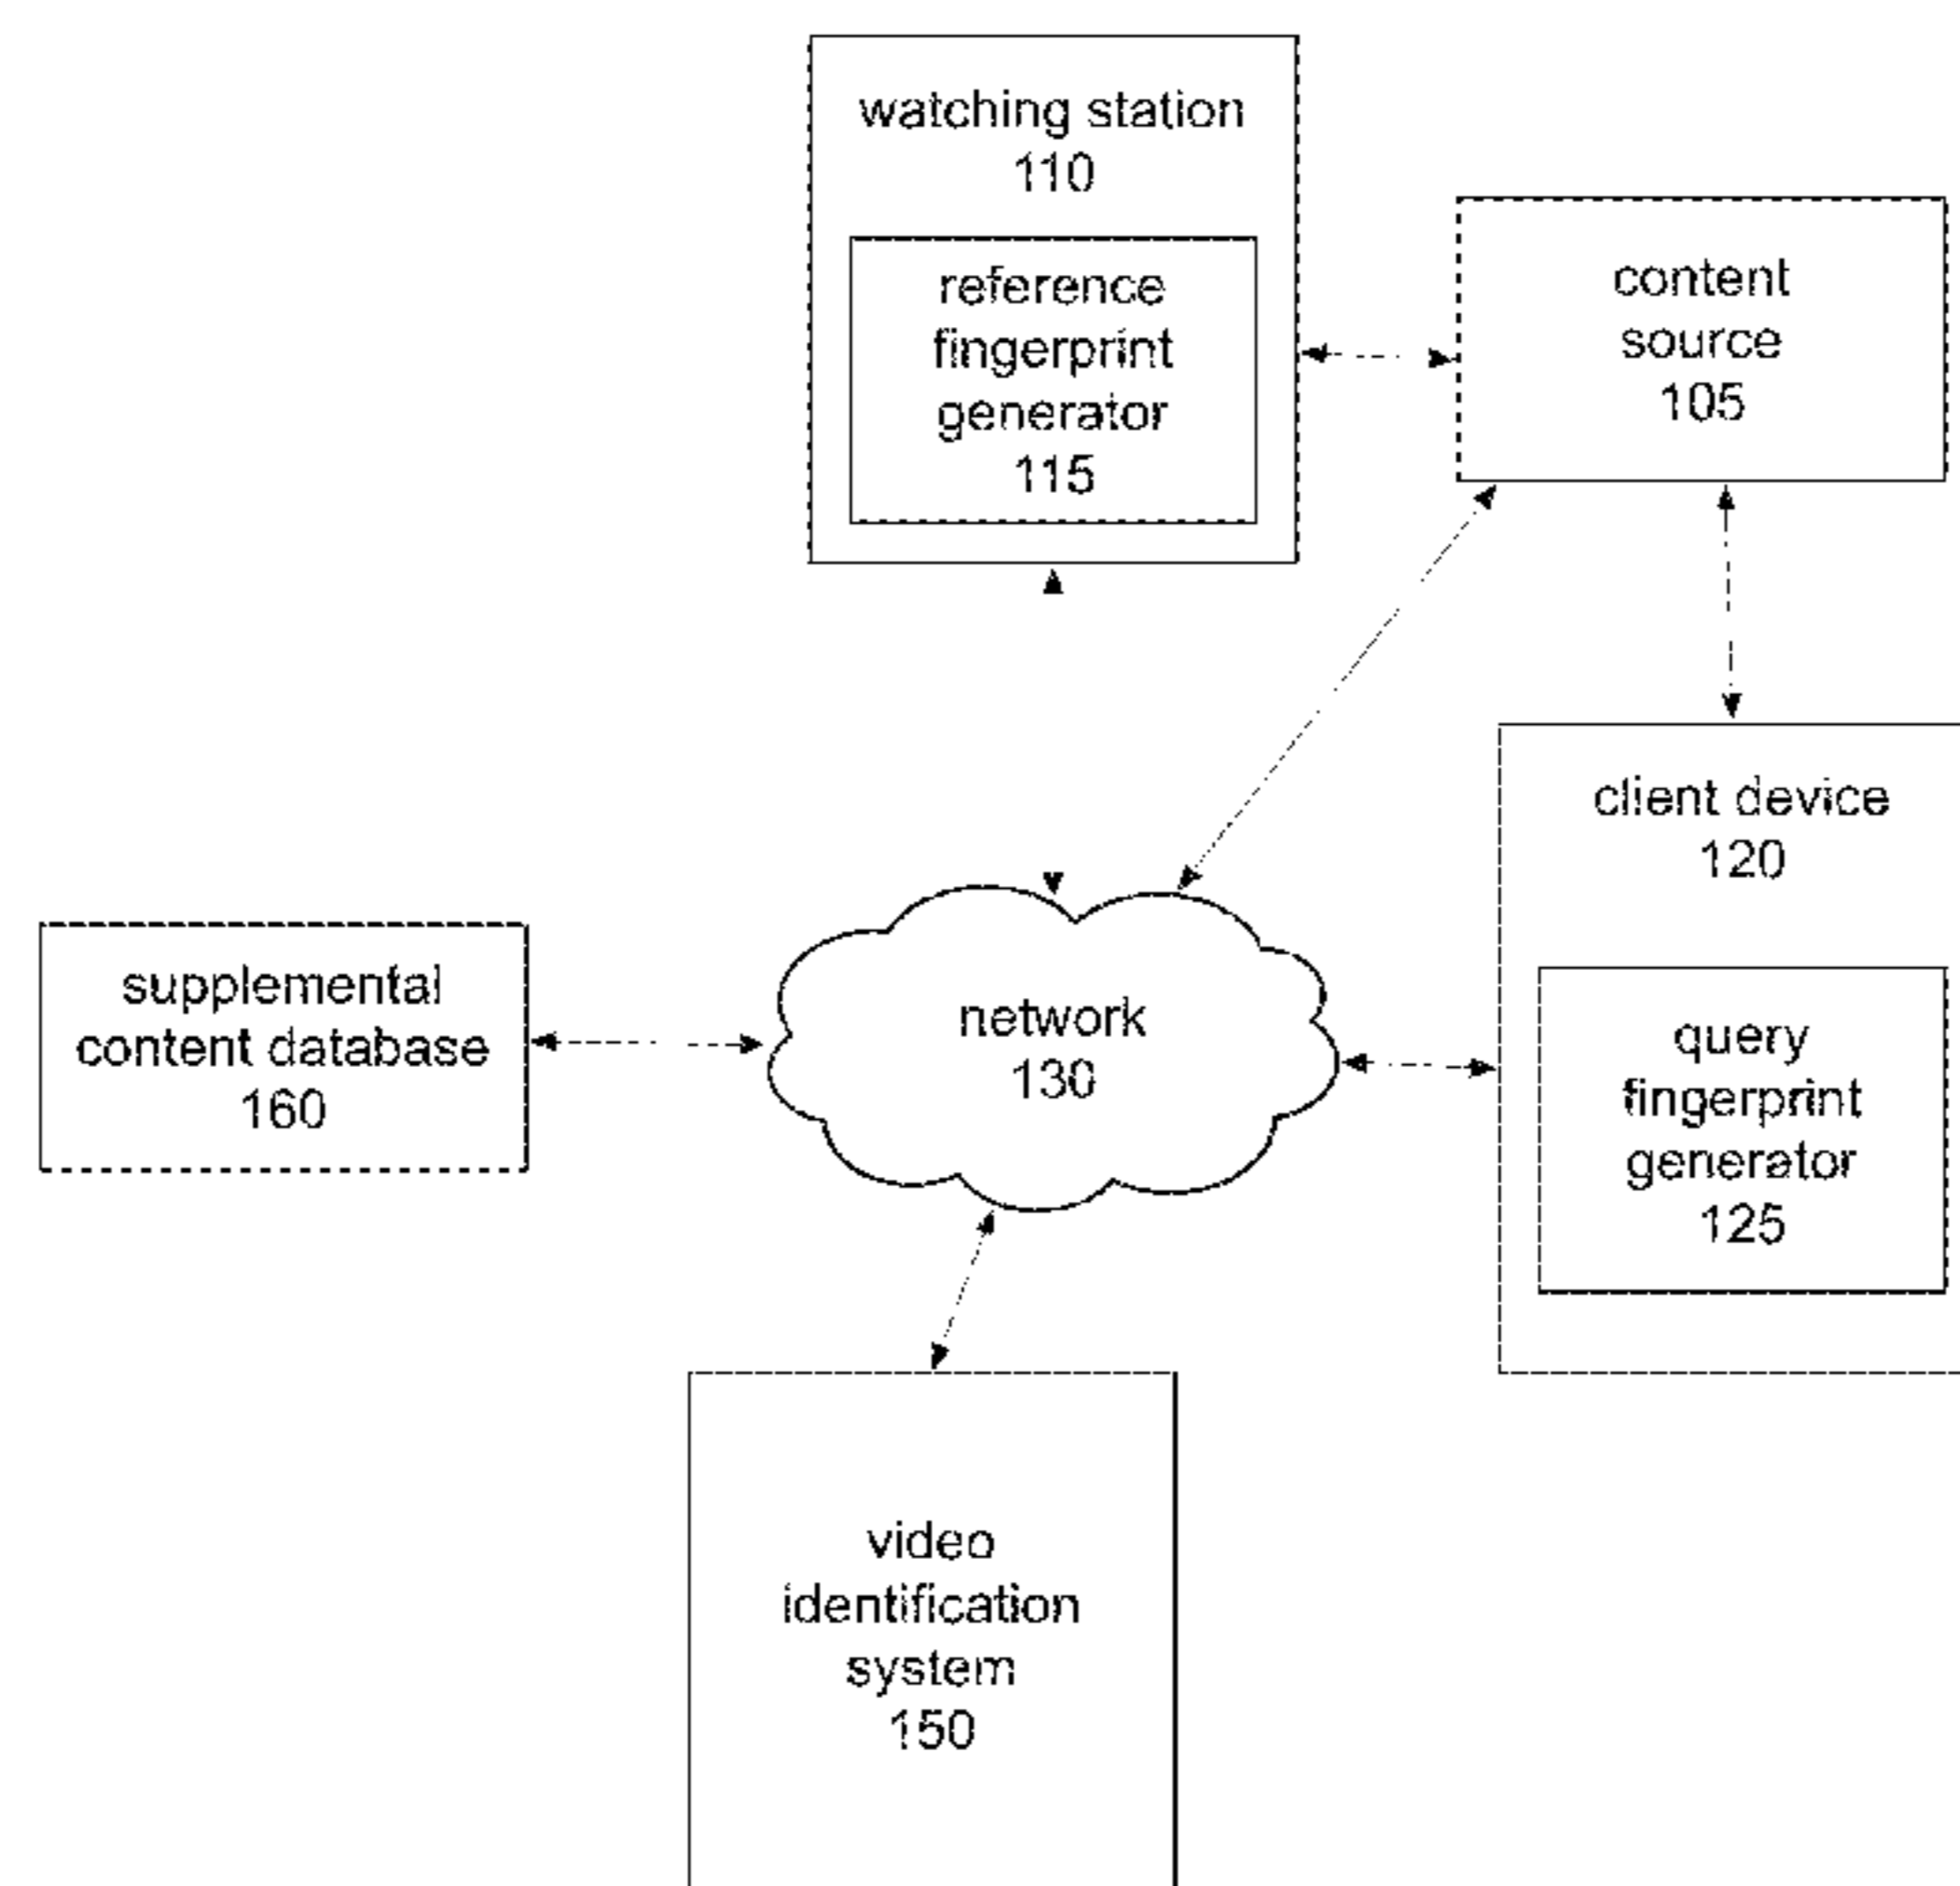 watching station
110
reference
fingerprint
generator
115
content
source
105
client device
120
query
fingerprint
generator
125
supplemental
content database
160
network
130
video
identification
system
150